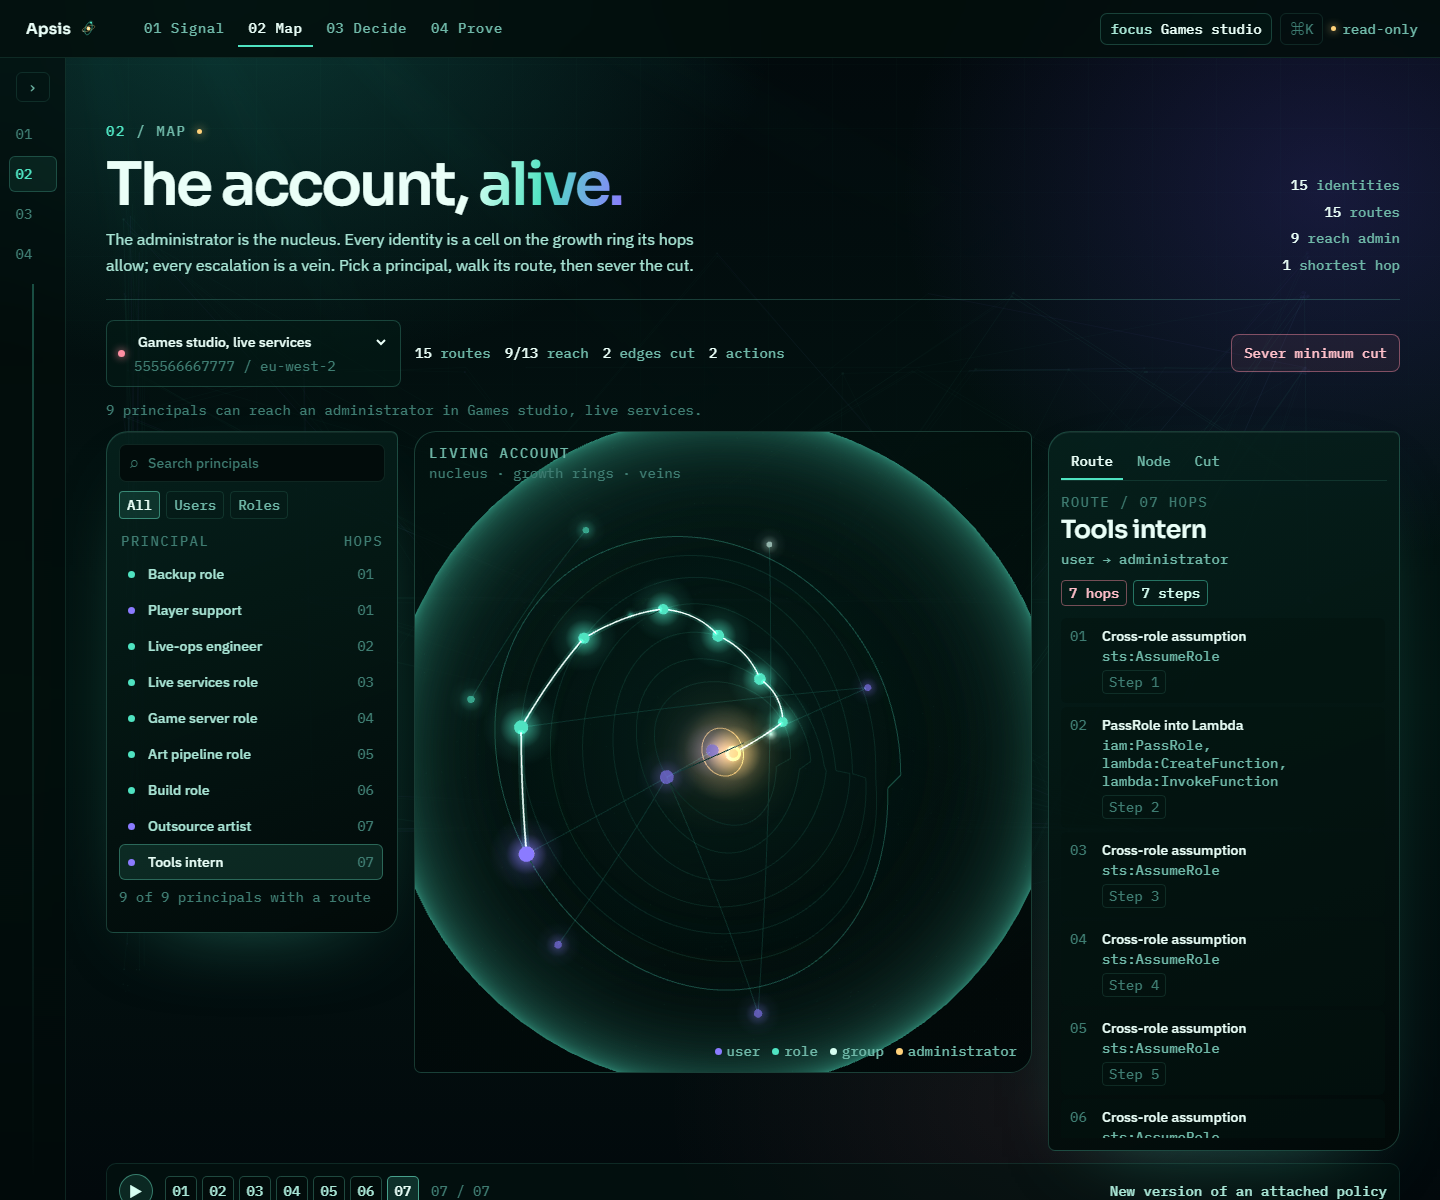 Apsis
01 Signal
02 Map
03 Decide
04 Prove
focus Games studio
⌘K
read-only
›
01
02
03
04
02 / MAP
The account, alive.
The administrator is the nucleus. Every identity is a cell on the growth ring its hops
allow; every escalation is a vein. Pick a principal, walk its route, then sever the cut.
15 identities
15 routes
9 reach admin
1 shortest hop
Games studio, live services
555566667777 / eu-west-2
15 routes 9/13 reach 2 edges cut 2 actions
Sever minimum cut
9 principals can reach an administrator in Games studio, live services.
Search principals
All Users Roles
PRINCIPAL HOPS
Backup role 01
Player support 01
Live-ops engineer 02
Live services role 03
Game server role 04
Art pipeline role 05
Build role 06
Outsource artist 07
Tools intern 07
9 of 9 principals with a route
LIVING ACCOUNT
nucleus · growth rings · veins
user role group administrator
Route Node Cut
ROUTE / 07 HOPS
Tools intern
user → administrator
7 hops 7 steps
01 Cross-role assumption
sts:AssumeRole
Step 1
02 PassRole into Lambda
iam:PassRole,
lambda:CreateFunction,
lambda:InvokeFunction
Step 2
03 Cross-role assumption
sts:AssumeRole
Step 3
04 Cross-role assumption
sts:AssumeRole
Step 4
05 Cross-role assumption
sts:AssumeRole
Step 5
06 Cross-role assumption
sts:AssumeRole
01 02 03 04 05 06 07 07 / 07
New version of an attached policy